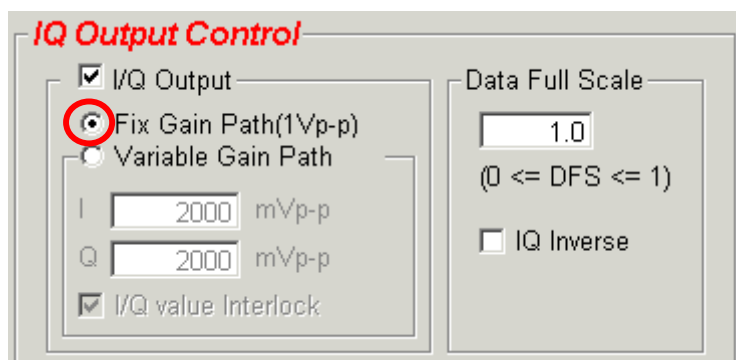 IQ Output Control
I/Q Output
Fix Gain Path(1Vp-p)
Variable Gain Path
I 2000 mVp-p
Q 2000 mVp-p
I/Q value Interlock
Data Full Scale
1.0
(0 <= DFS <= 1)
IQ Inverse